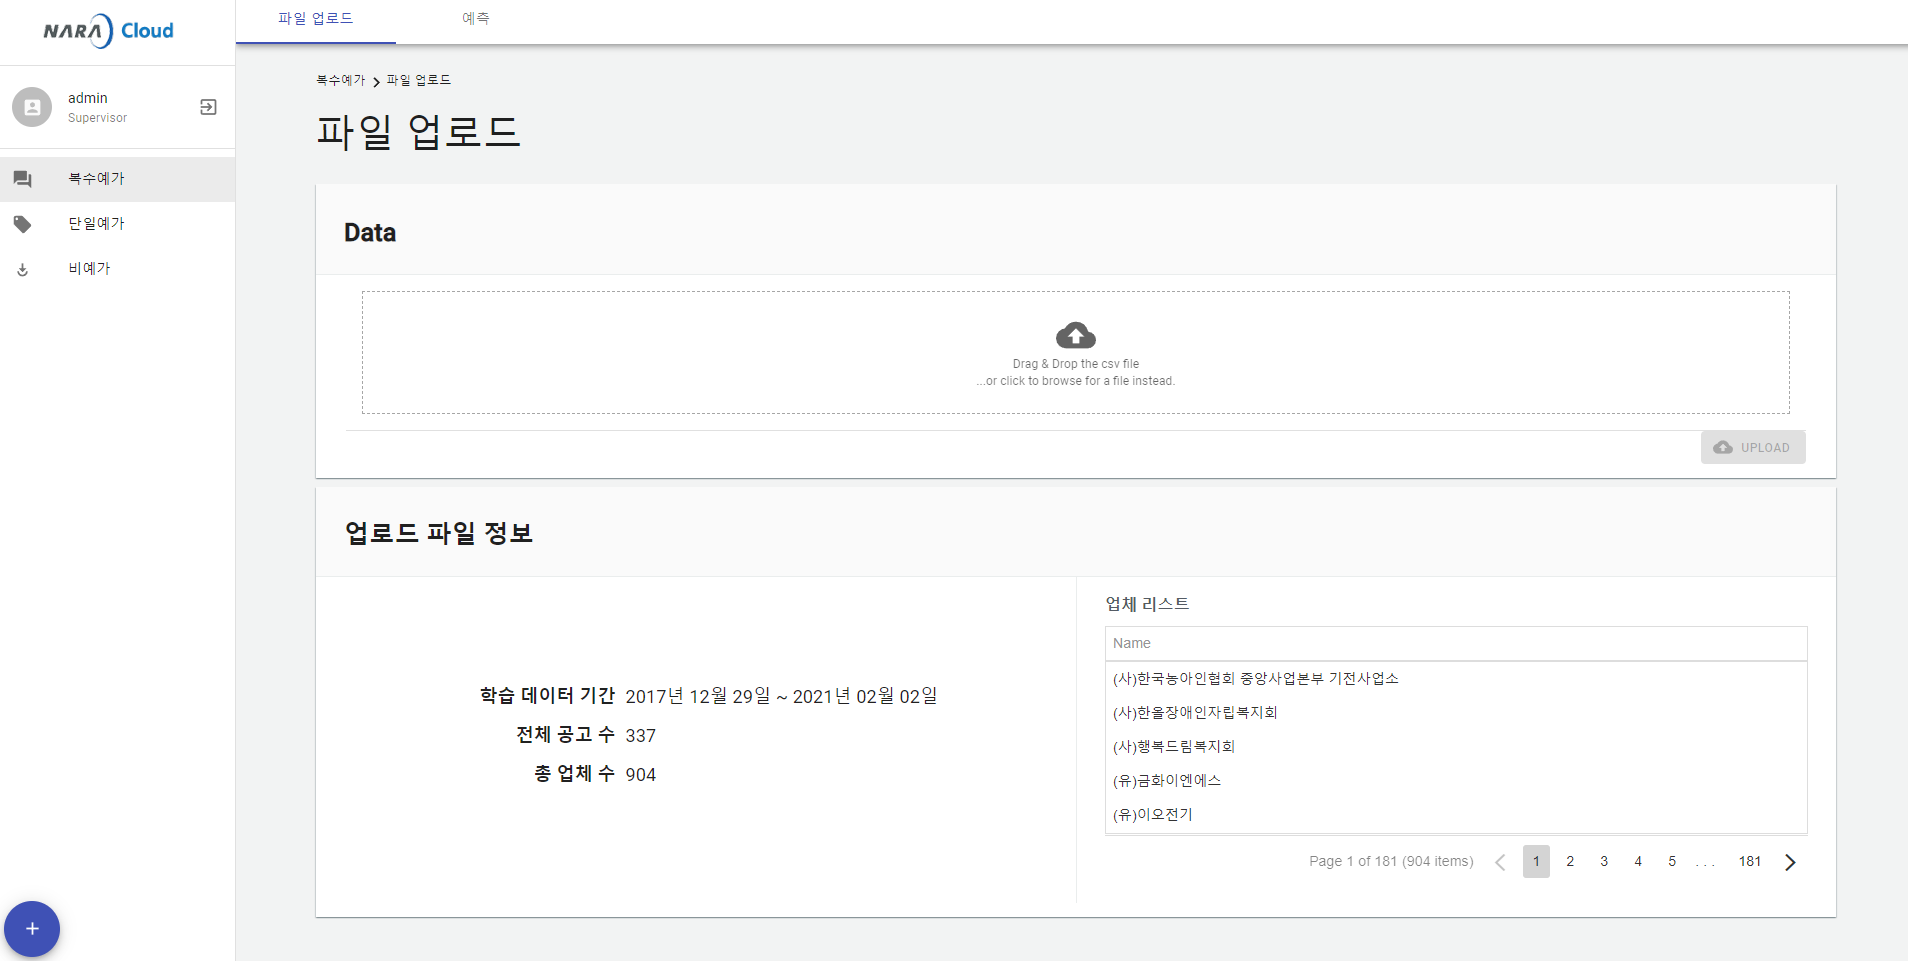 NARA Cloud
파일 업로드
예측
admin
Supervisor
복수예가
단일예가
비예가
복수예가 > 파일 업로드
파일 업로드
Data
Drag & Drop the csv file
...or click to browse for a file instead.
UPLOAD
업로드 파일 정보
학습 데이터 기간 2017년 12월 29일 ~ 2021년 02월 02일
전체 공고 수 337
총 업체 수 904
업체 리스트
Name
(사)한국농아인협회 중앙사업본부 기전사업소
(사)한울장애인자립복지회
(사)행복드림복지회
(유)금화이엔에스
(유)이오전기
Page 1 of 181 (904 items) 1 2 3 4 5 ... 181
+